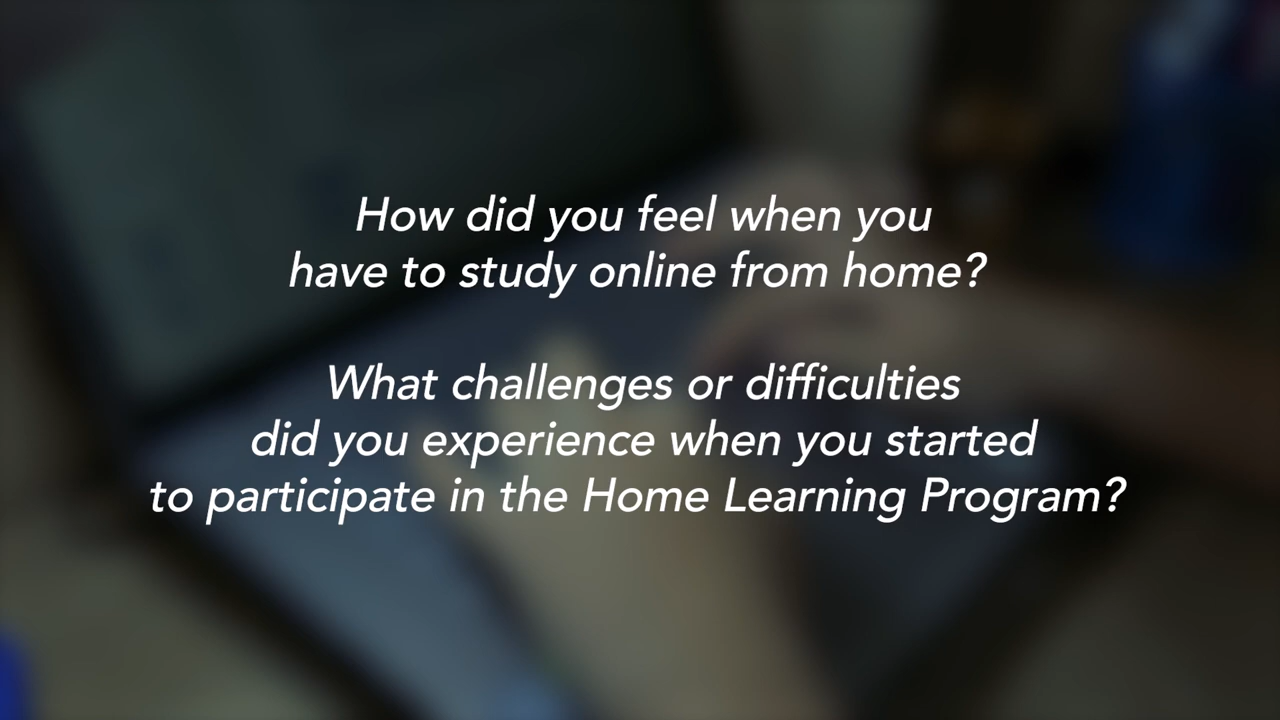 How did you feel when you
have to study online from home?
What challenges or difficulties
did you experience when you started
to participate in the Home Learning Program?